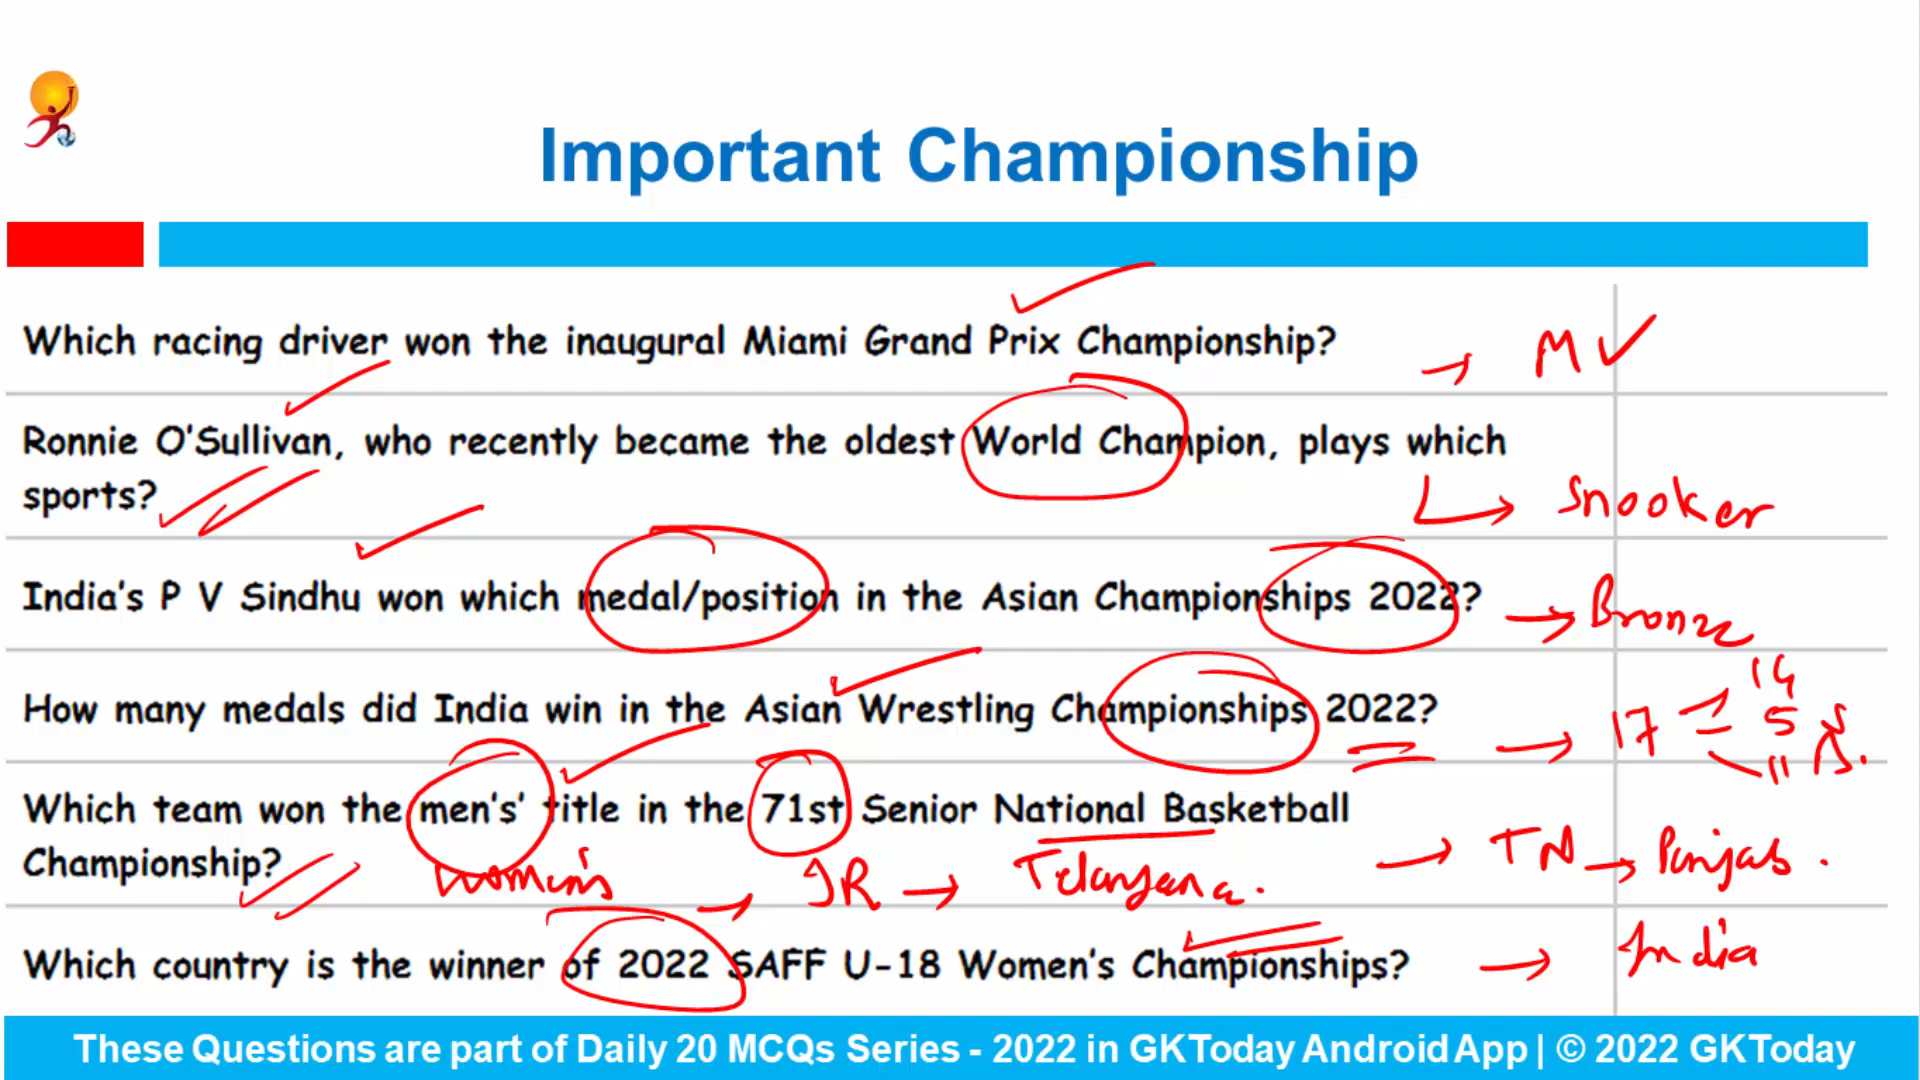 Important Championship
Which racing driver won the inaugural Miami Grand Prix Championship?
→ MV
Ronnie O'Sullivan, who recently became the oldest World Champion, plays which
sports?
→ Snooker
India's P V Sindhu won which medal/position in the Asian Championships 2022?
→ Bronze
How many medals did India win in the Asian Wrestling Championships 2022?
→ 17
5 S
11
Which team won the men's' title in the 71st Senior National Basketball
Championship?
→ TN → Punjab.
Women's → IR → Telangana.
Which country is the winner of 2022 SAFF U-18 Women's Championships?
→ India
These Questions are part of Daily 20 MCQs Series - 2022 in GKToday Android App | © 2022 GKToday